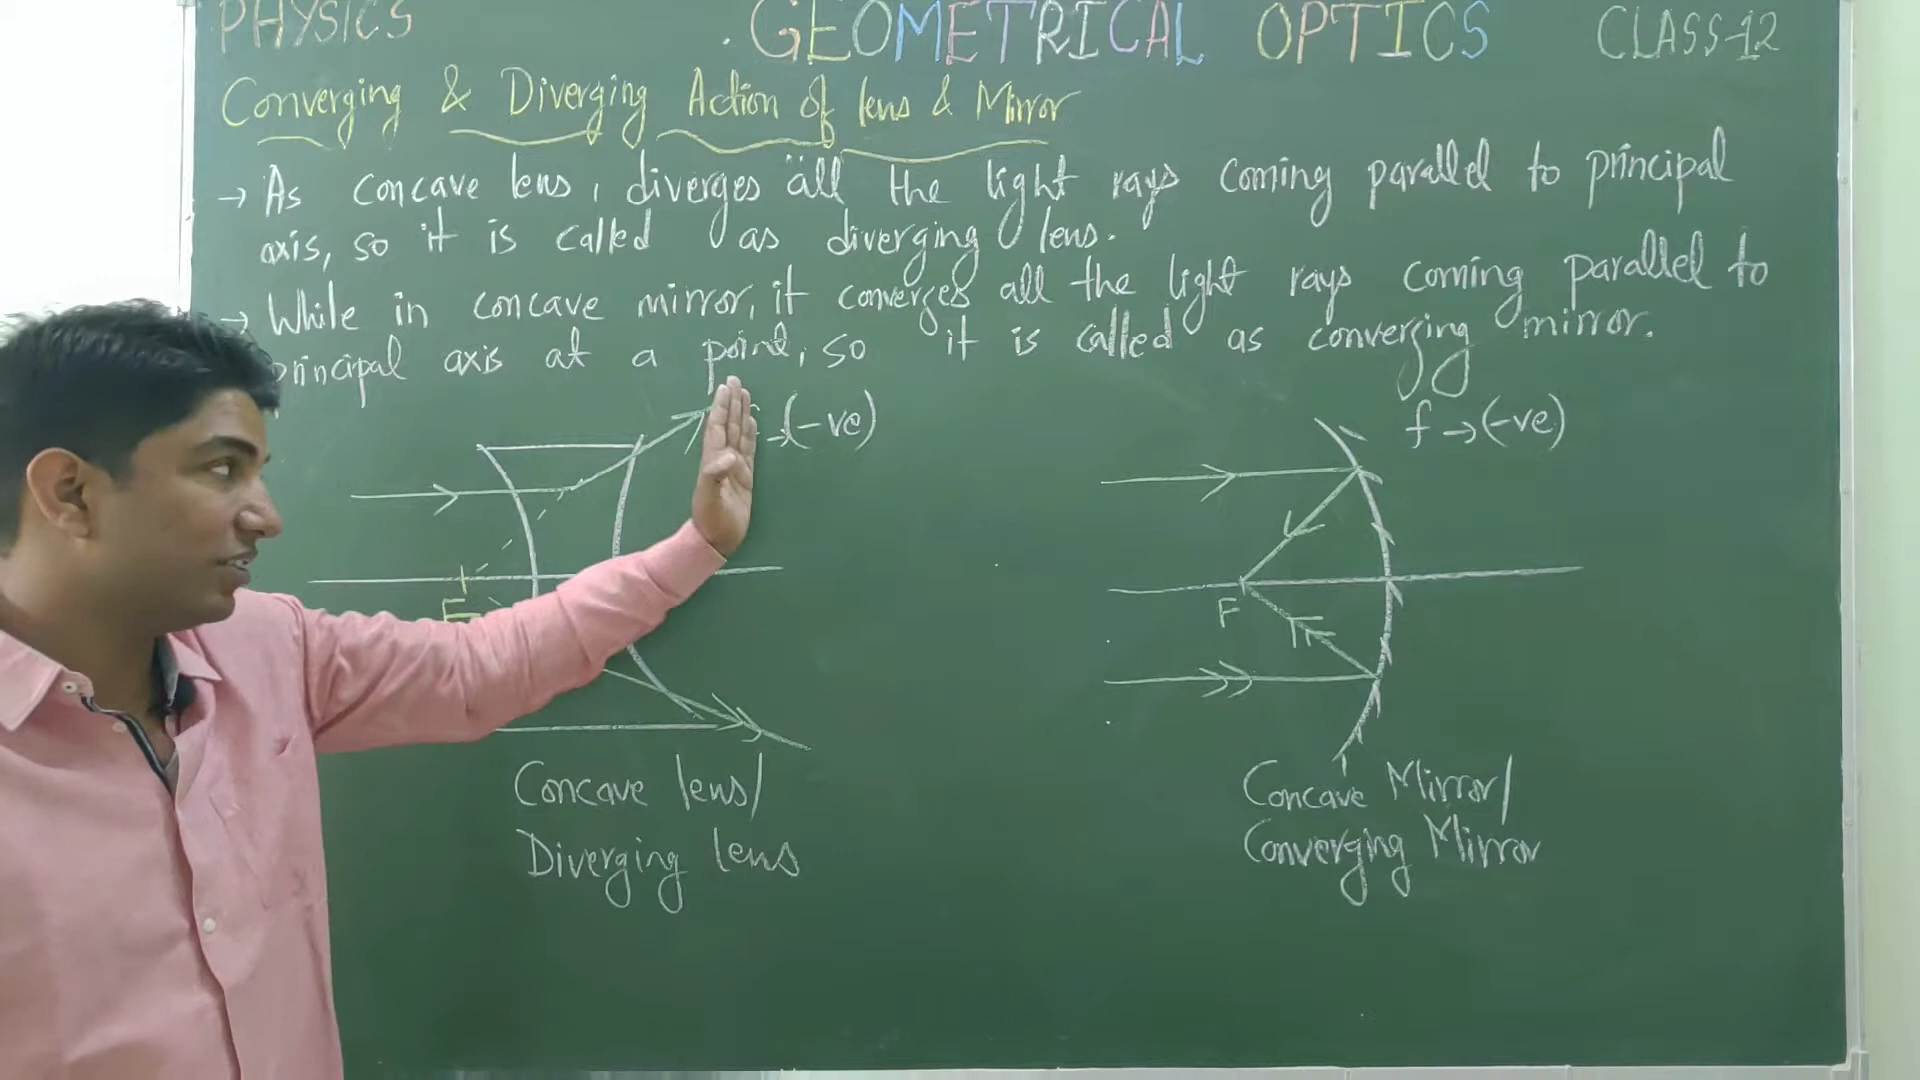 PHYSICS GEOMETRICAL OPTICS CLASS-12
Converging & Diverging Action of lens & Mirror
→ As concave lens, diverges all the light rays coming parallel to principal
axis, so it is called as diverging lens.
→ While in concave mirror, it converges all the light rays coming parallel to
principal axis at a point, so it is called as converging mirror.
f→(-ve)
f→(-ve)
F
F
Concave lens/
Diverging lens
Concave Mirror/
Converging Mirror